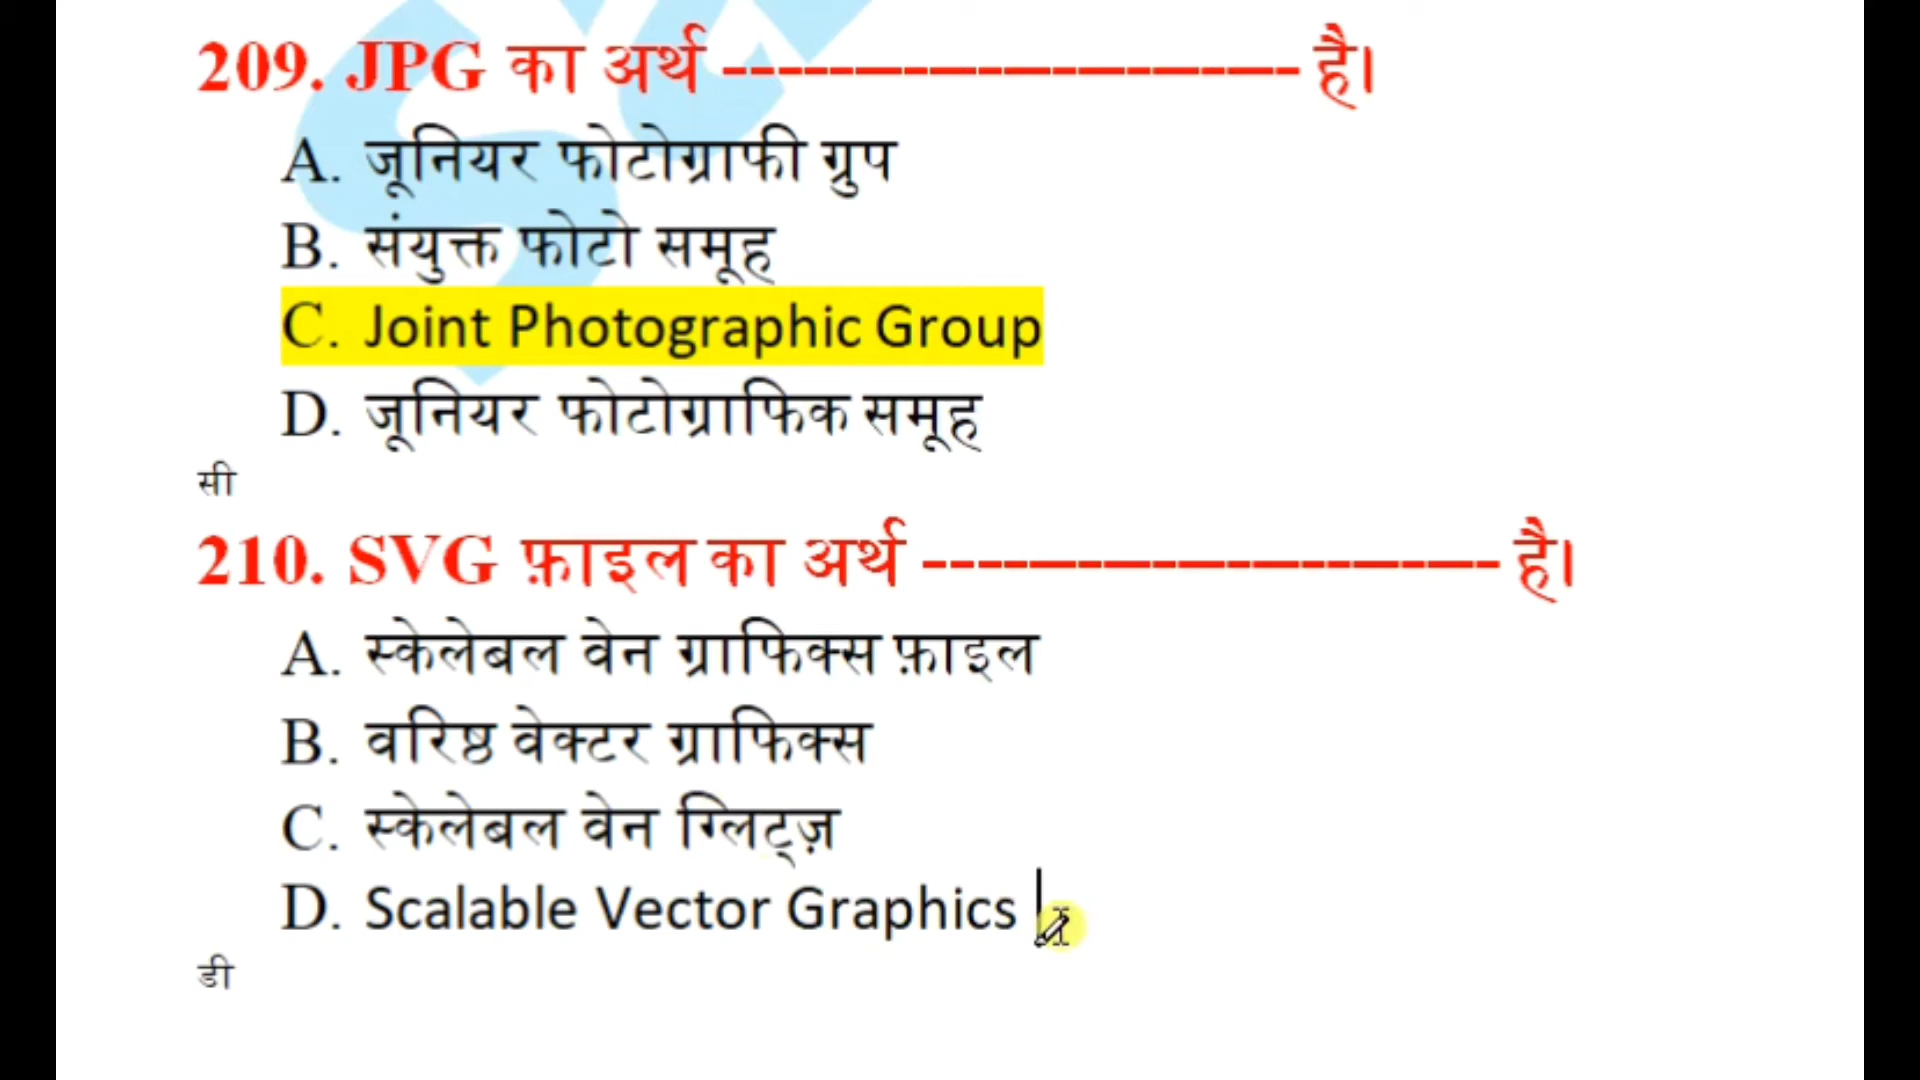 209. JPG का अर्थ ------------------------ है।
A. जूनियर फोटोग्राफी ग्रुप
B. संयुक्त फोटो समूह
C. Joint Photographic Group
D. जूनियर फोटोग्राफिक समूह
सी
210. SVG फ़ाइल का अर्थ ------------------------ है।
A. स्केलेबल वेन ग्राफिक्स फ़ाइल
B. वरिष्ठ वेक्टर ग्राफिक्स
C. स्केलेबल वेन ग्लिट्ज़
D. Scalable Vector Graphics
डी